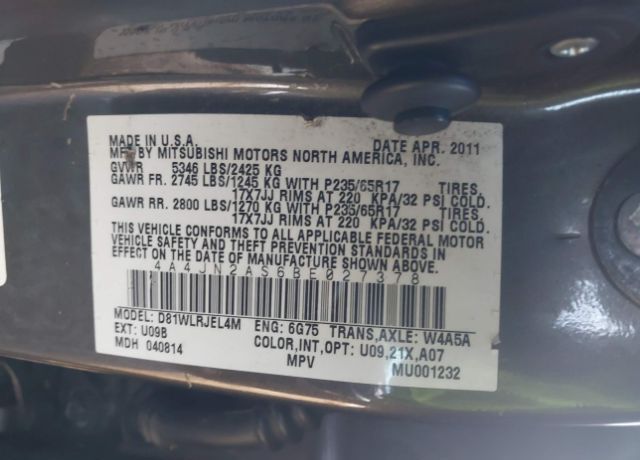 MADE IN U.S.A. DATE APR. 2011
MFG BY MITSUBISHI MOTORS NORTH AMERICA, INC.
GVWR 5346 LBS/2425 KG
GAWR FR. 2745 LBS/1245 KG WITH P235/65R17 TIRES,
17X7JJ RIMS AT 220 KPA/32 PSI COLD.
GAWR RR. 2800 LBS/1270 KG WITH P235/65R17 TIRES,
17X7JJ RIMS AT 220 KPA/32 PSI COLD.
THIS VEHICLE CONFORMS TO ALL APPLICABLE FEDERAL MOTOR
VEHICLE SAFETY AND THEFT PREVENTION STANDARDS IN
EFFECT ON THE DATE OF MANUFACTURE SHOWN ABOVE.
4A4JN2AS6BE027378
MODEL: D81WLRJEL4M ENG: 6G75 TRANS,AXLE: W4A5A
EXT: U09B COLOR,INT,OPT: U09,21X,A07
MDH 040814 MPV MU001232